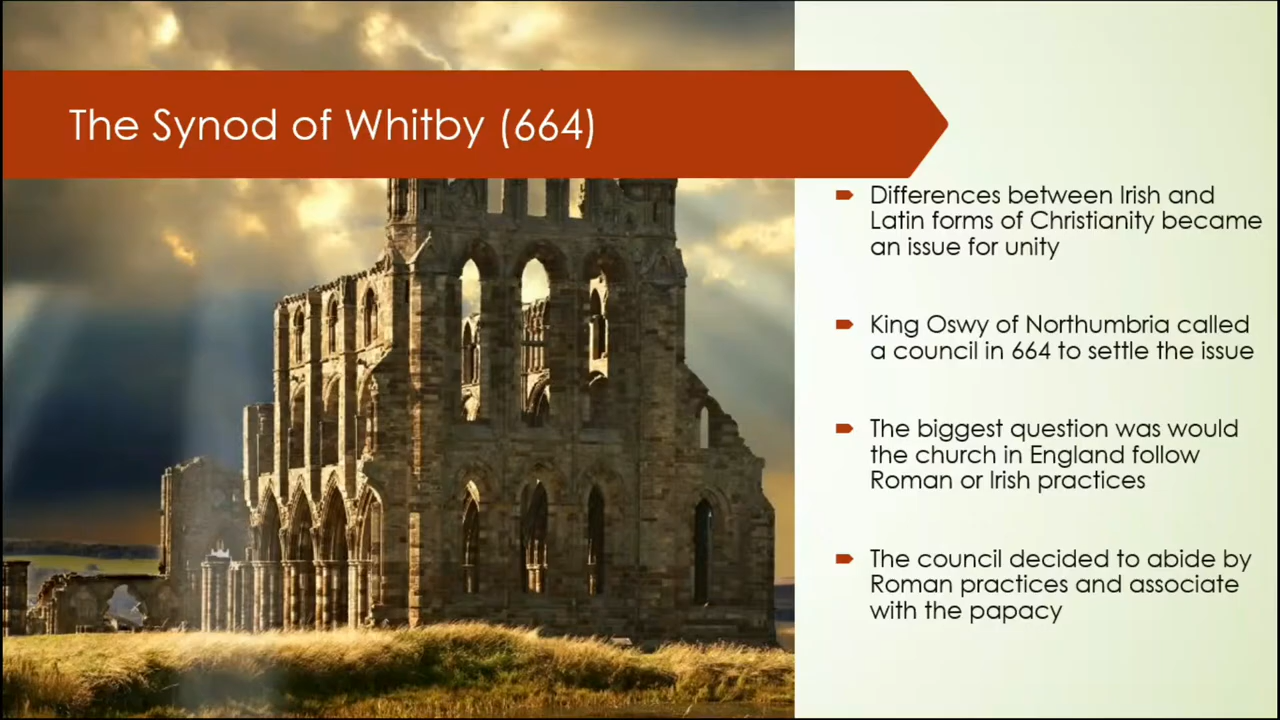 The Synod of Whitby (664)
Differences between Irish and
Latin forms of Christianity became
an issue for unity
King Oswy of Northumbria called
a council in 664 to settle the issue
The biggest question was would
the church in England follow
Roman or Irish practices
The council decided to abide by
Roman practices and associate
with the papacy